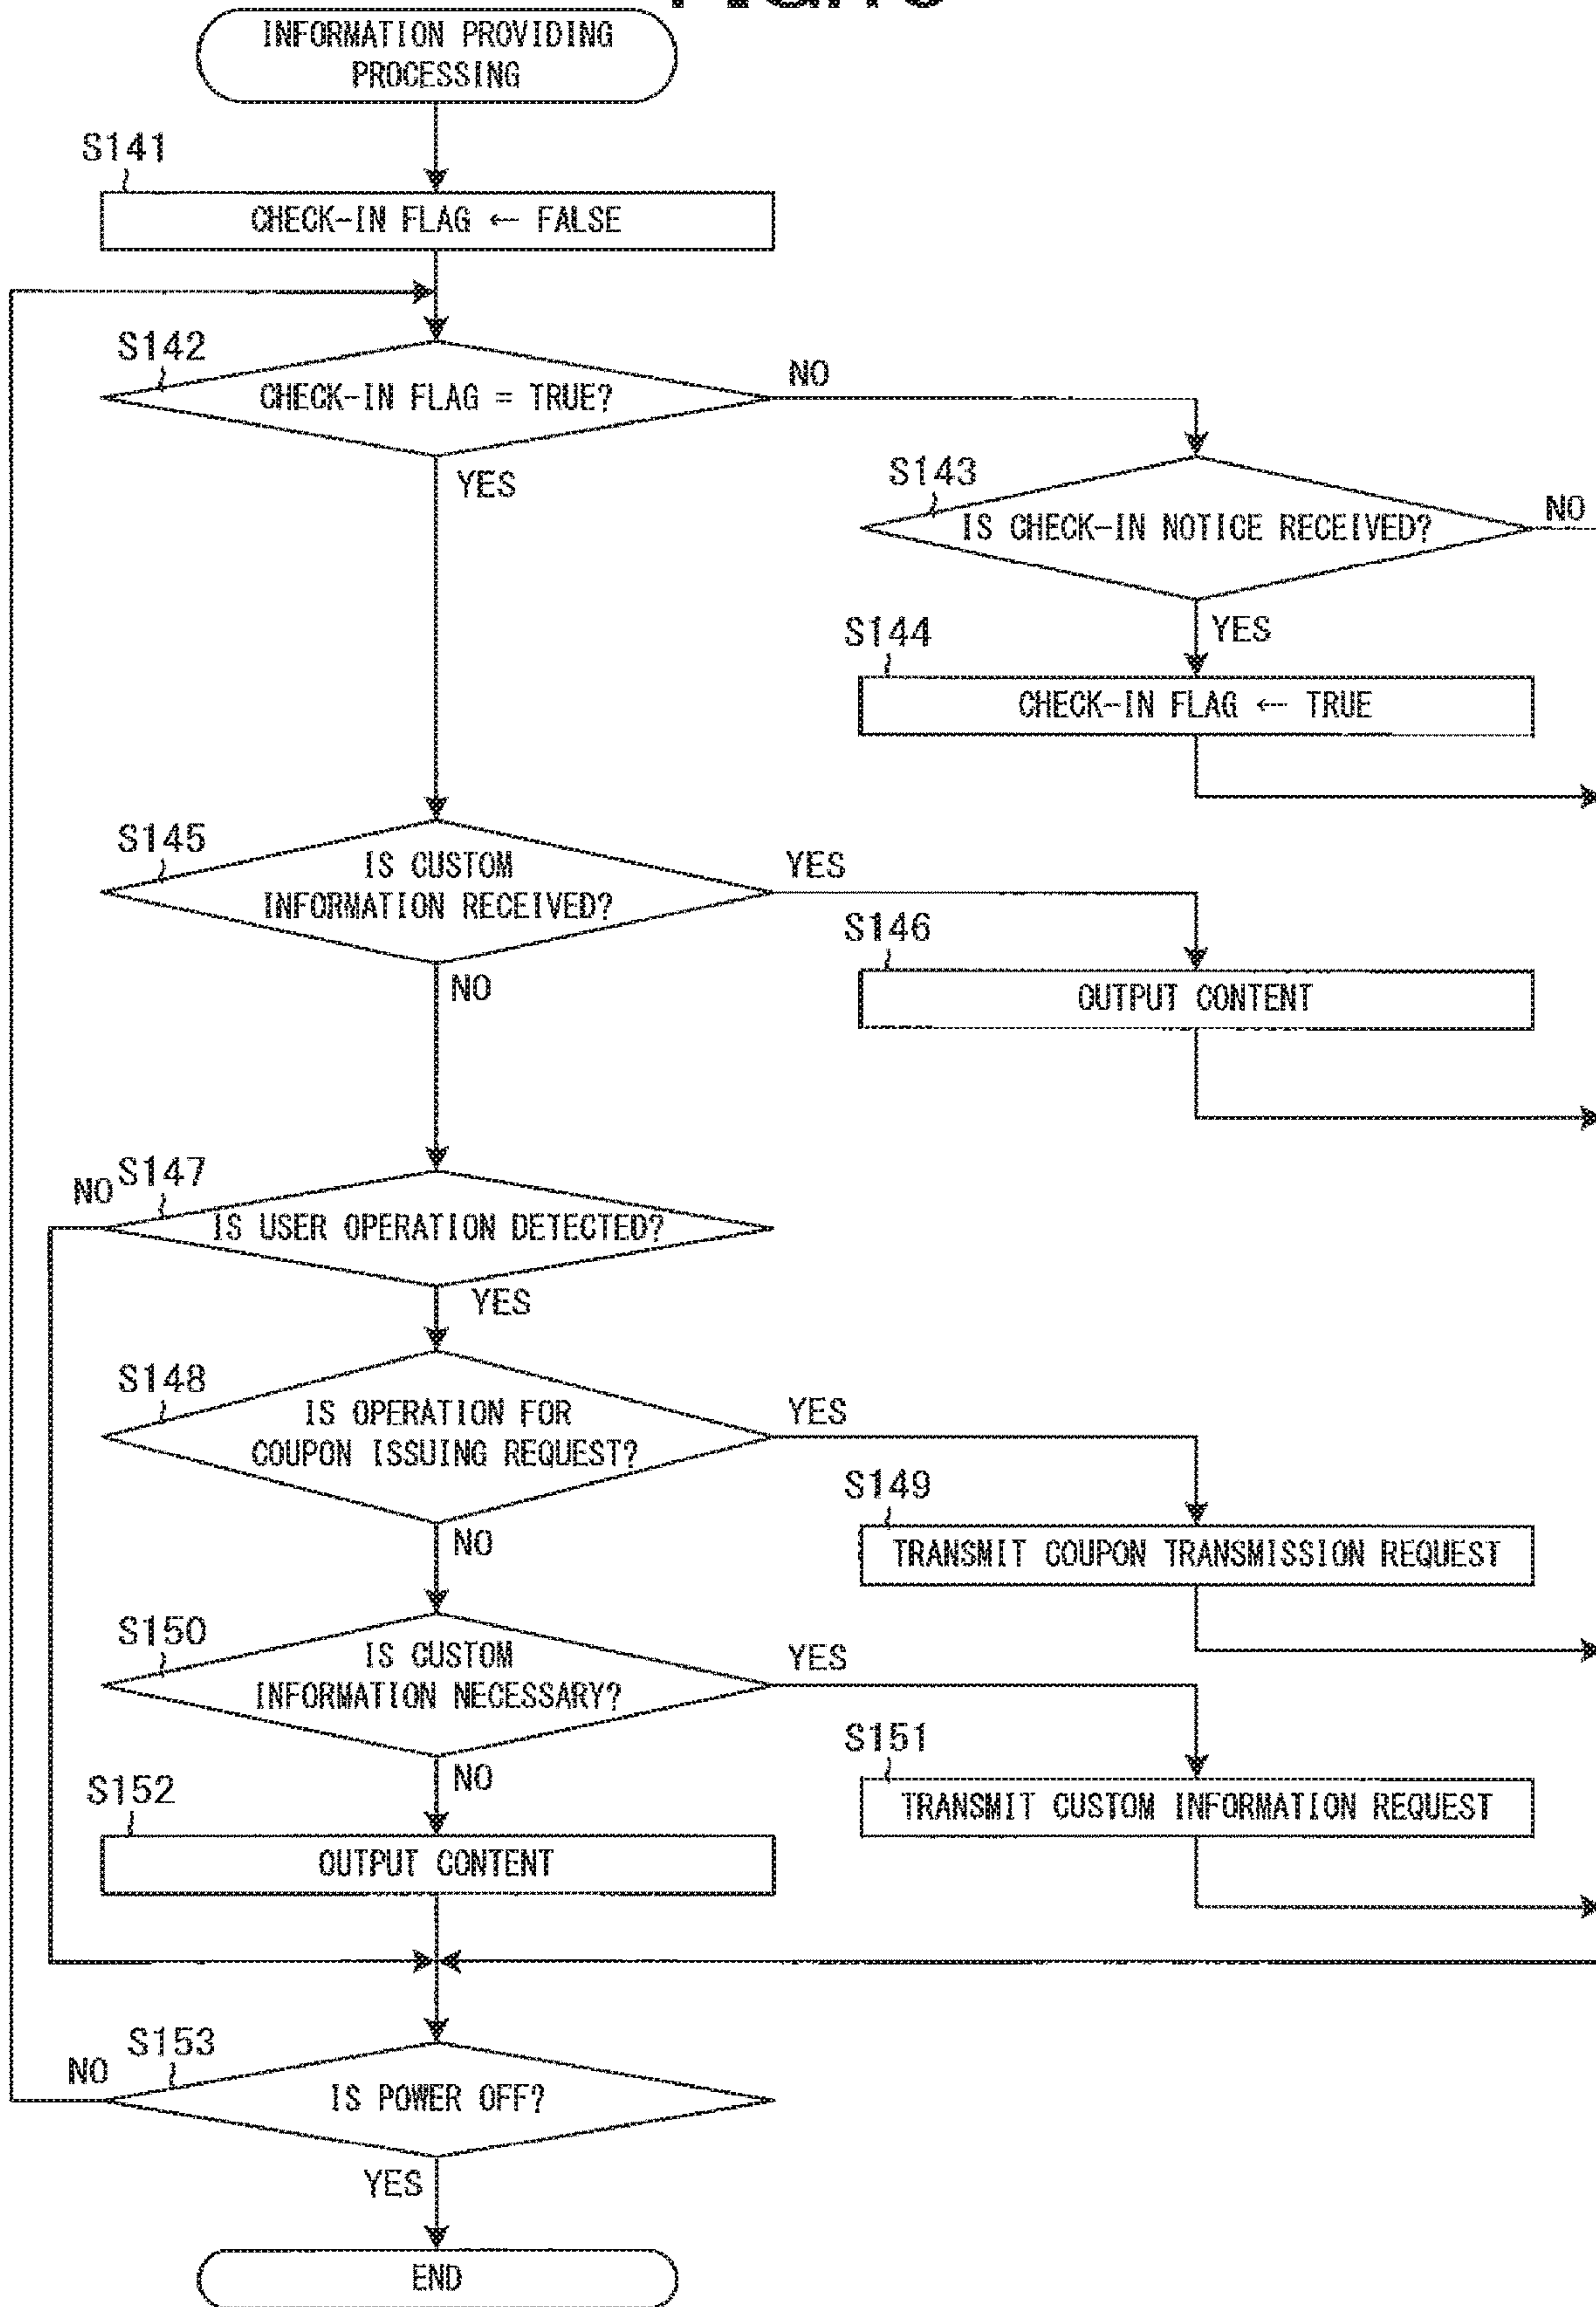 INFORMATION PROVIDING
PROCESSING
S141
CHECK-IN FLAG ← FALSE
S142
CHECK-IN FLAG = TRUE?
NO
YES
S143
IS CHECK-IN NOTICE RECEIVED?
NO
YES
S144
CHECK-IN FLAG ← TRUE
S145
IS CUSTOM
INFORMATION RECEIVED?
YES
NO
S146
OUTPUT CONTENT
S147
NO
IS USER OPERATION DETECTED?
YES
S148
IS OPERATION FOR
COUPON ISSUING REQUEST?
YES
NO
S149
TRANSMIT COUPON TRANSMISSION REQUEST
S150
IS CUSTOM
INFORMATION NECESSARY?
YES
NO
S151
TRANSMIT CUSTOM INFORMATION REQUEST
S152
OUTPUT CONTENT
S153
NO
IS POWER OFF?
YES
END